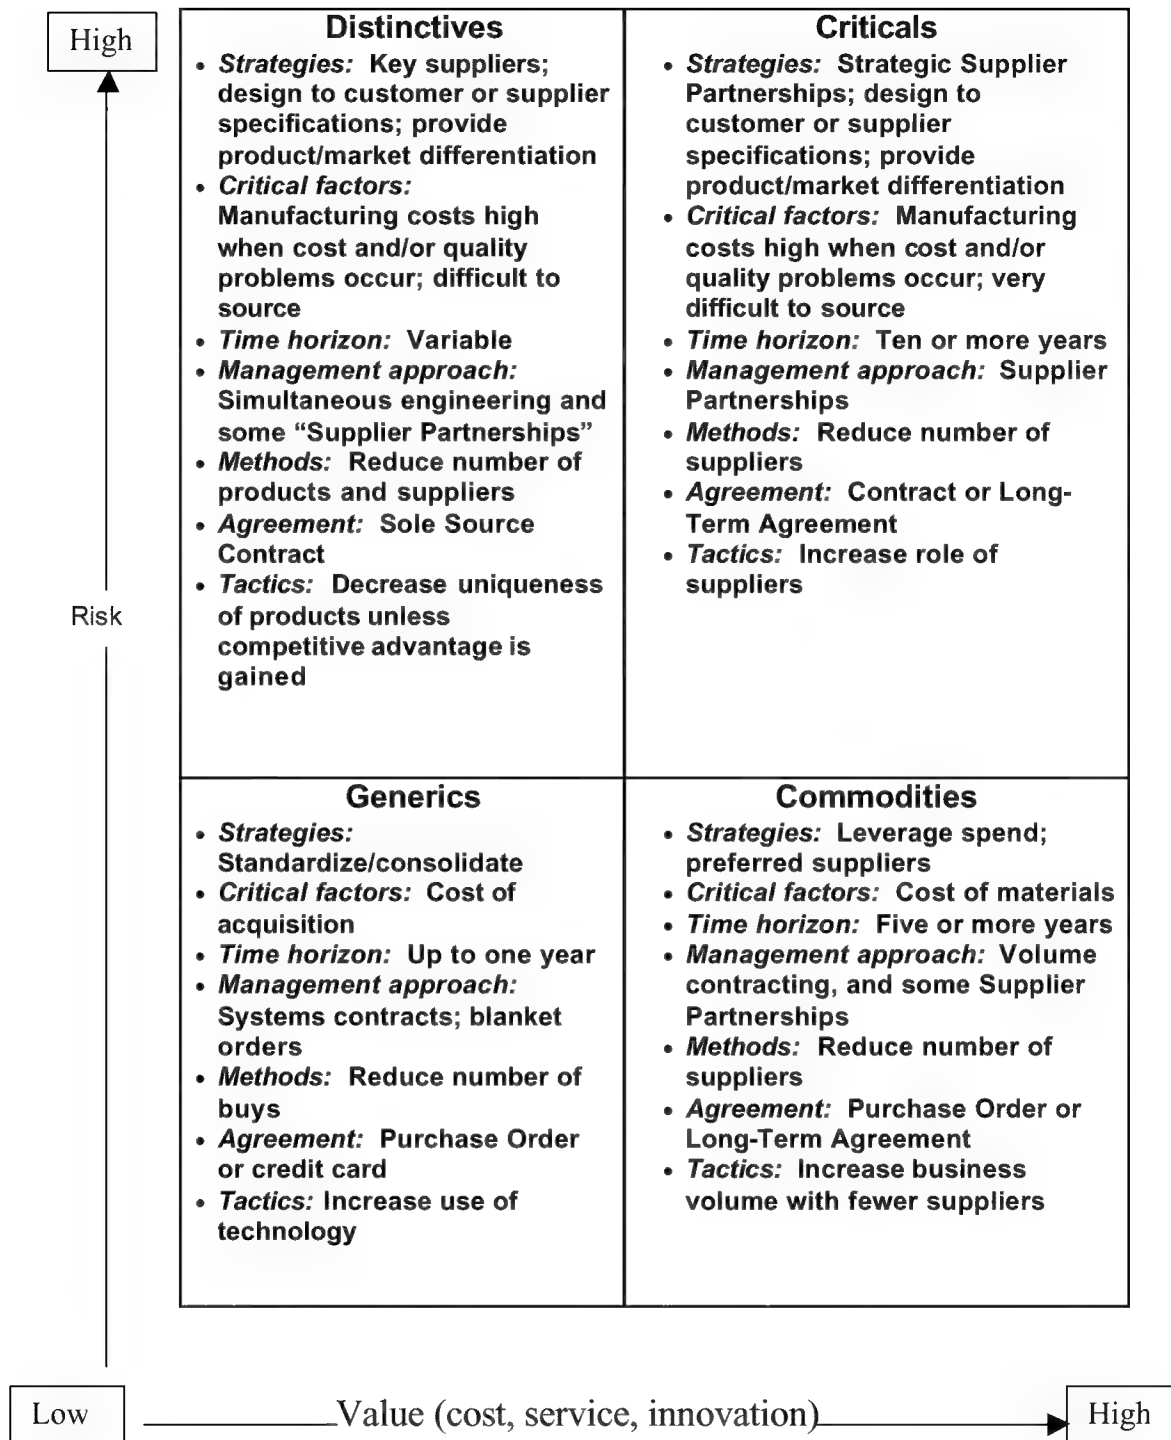 High
Distinctives
• Strategies: Key suppliers;
design to customer or supplier
specifications; provide
product/market differentiation
• Critical factors:
Manufacturing costs high
when cost and/or quality
problems occur; difficult to
source
• Time horizon: Variable
• Management approach:
Simultaneous engineering and
some “Supplier Partnerships”
• Methods: Reduce number of
products and suppliers
• Agreement: Sole Source
Contract
• Tactics: Decrease uniqueness
of products unless
competitive advantage is
gained
Criticals
• Strategies: Strategic Supplier
Partnerships; design to
customer or supplier
specifications; provide
product/market differentiation
• Critical factors: Manufacturing
costs high when cost and/or
quality problems occur; very
difficult to source
• Time horizon: Ten or more years
• Management approach: Supplier
Partnerships
• Methods: Reduce number of
suppliers
• Agreement: Contract or Long-
Term Agreement
• Tactics: Increase role of
suppliers
Risk
Generics
• Strategies:
Standardize/consolidate
• Critical factors: Cost of
acquisition
• Time horizon: Up to one year
• Management approach:
Systems contracts; blanket
orders
• Methods: Reduce number of
buys
• Agreement: Purchase Order
or credit card
• Tactics: Increase use of
technology
Commodities
• Strategies: Leverage spend;
preferred suppliers
• Critical factors: Cost of materials
• Time horizon: Five or more years
• Management approach: Volume
contracting, and some Supplier
Partnerships
• Methods: Reduce number of
suppliers
• Agreement: Purchase Order or
Long-Term Agreement
• Tactics: Increase business
volume with fewer suppliers
Low
Value (cost, service, innovation)
High